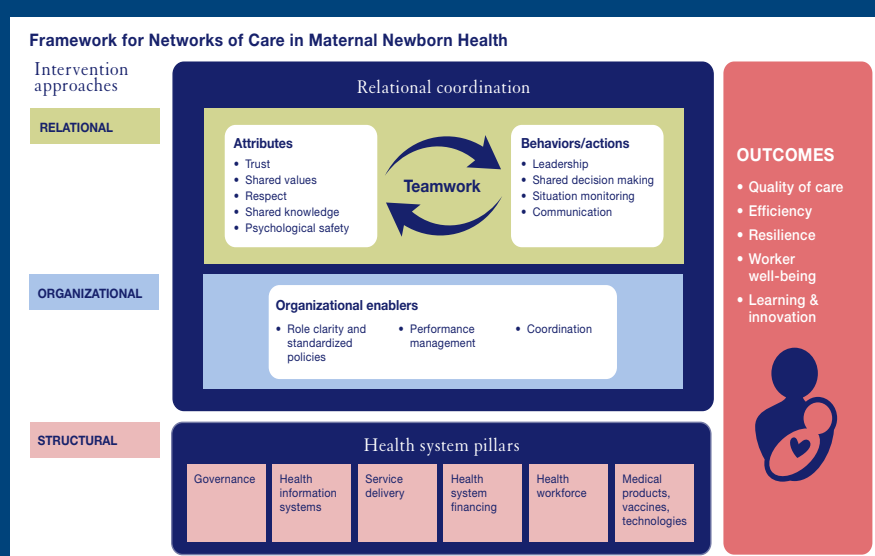 Framework for Networks of Care in Maternal Newborn Health
Intervention
approaches
RELATIONAL
ORGANIZATIONAL
STRUCTURAL
Relational coordination
Attributes
• Trust
• Shared values
• Respect
• Shared knowledge
• Psychological safety
Teamwork
Behaviors/actions
• Leadership
• Shared decision making
• Situation monitoring
• Communication
Organizational enablers
• Role clarity and
standardized
policies
• Performance
management
• Coordination
Health system pillars
Governance
Health
information
systems
Service
delivery
Health
system
financing
Health
workforce
Medical
products,
vaccines,
technologies
OUTCOMES
• Quality of care
• Efficiency
• Resilience
• Worker
well-being
• Learning &
innovation